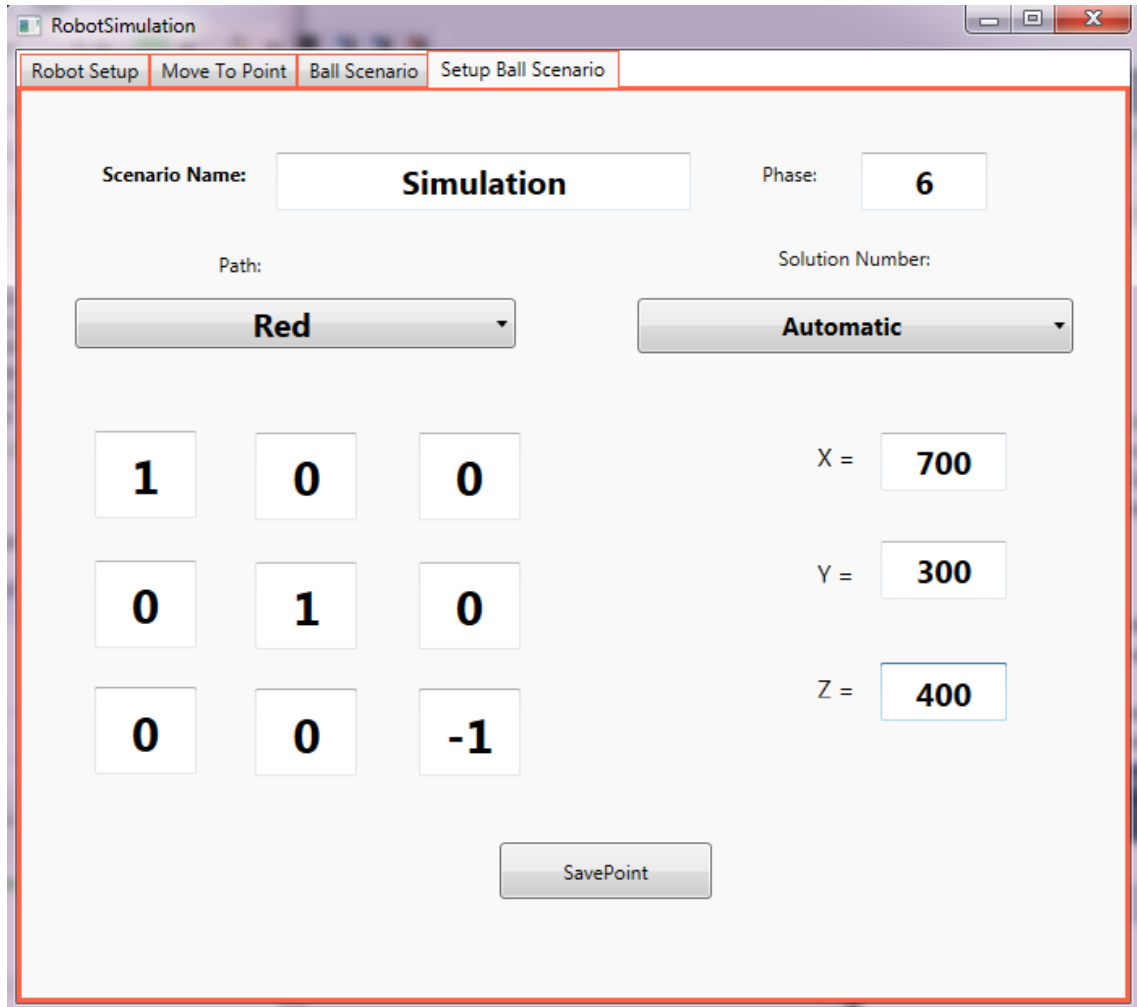 RobotSimulation
Robot Setup Move To Point Ball Scenario Setup Ball Scenario
Scenario Name: Simulation Phase: 6
Path: Solution Number:
Red Automatic
1 0 0 X = 700
0 1 0 Y = 300
0 0 -1 Z = 400
SavePoint